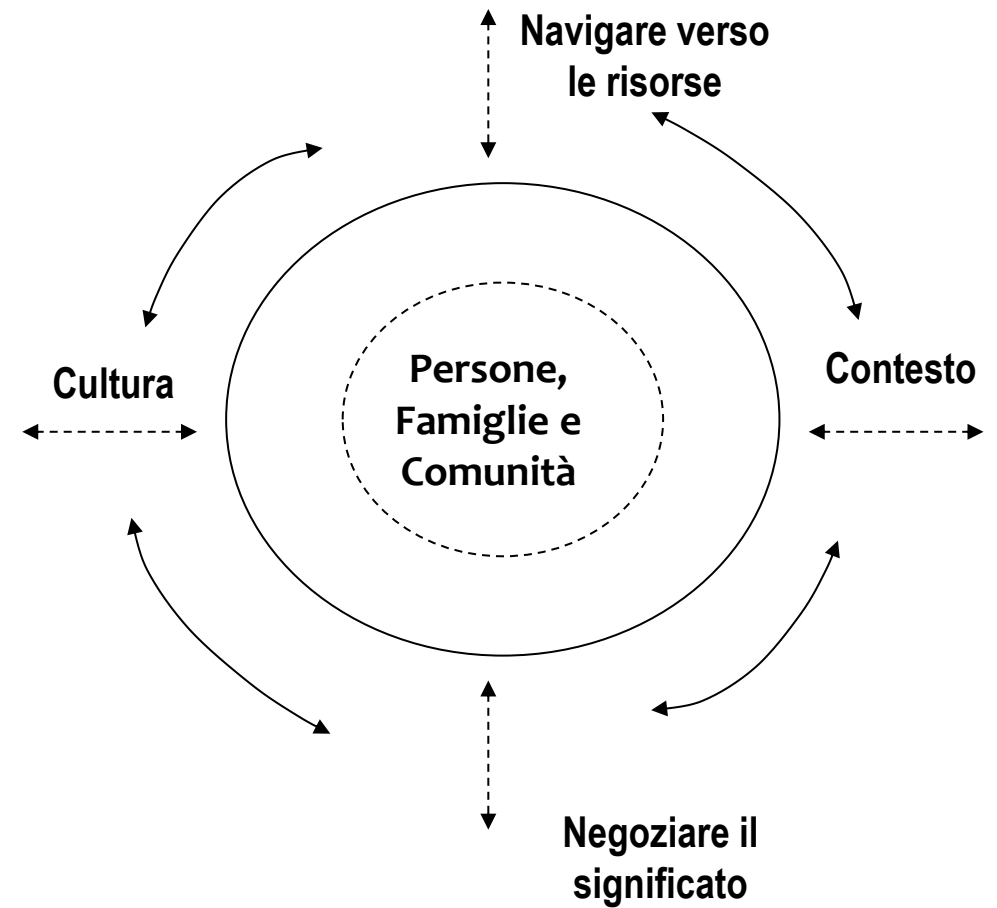 Navigare verso
le risorse
Cultura
Persone,
Famiglie e
Comunità
Contesto
Negoziare il
significato